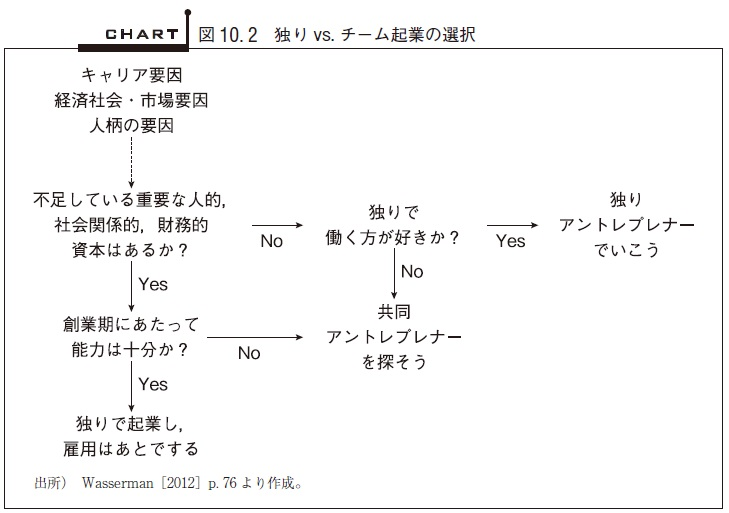 CHART 図10.2 独り vs. チーム起業の選択
キャリア要因
経済社会・市場要因
人柄の要因
不足している重要な人的,
社会関係的, 財務的
資本はあるか？
No
独りで
働く方が好きか？
Yes
独り
アントレプレナー
でいこう
Yes
No
創業期にあたって
能力は十分か？
No
共同
アントレプレナー
を探そう
Yes
独りで起業し,
雇用はあとでする
出所） Wasserman［2012］p. 76 より作成。